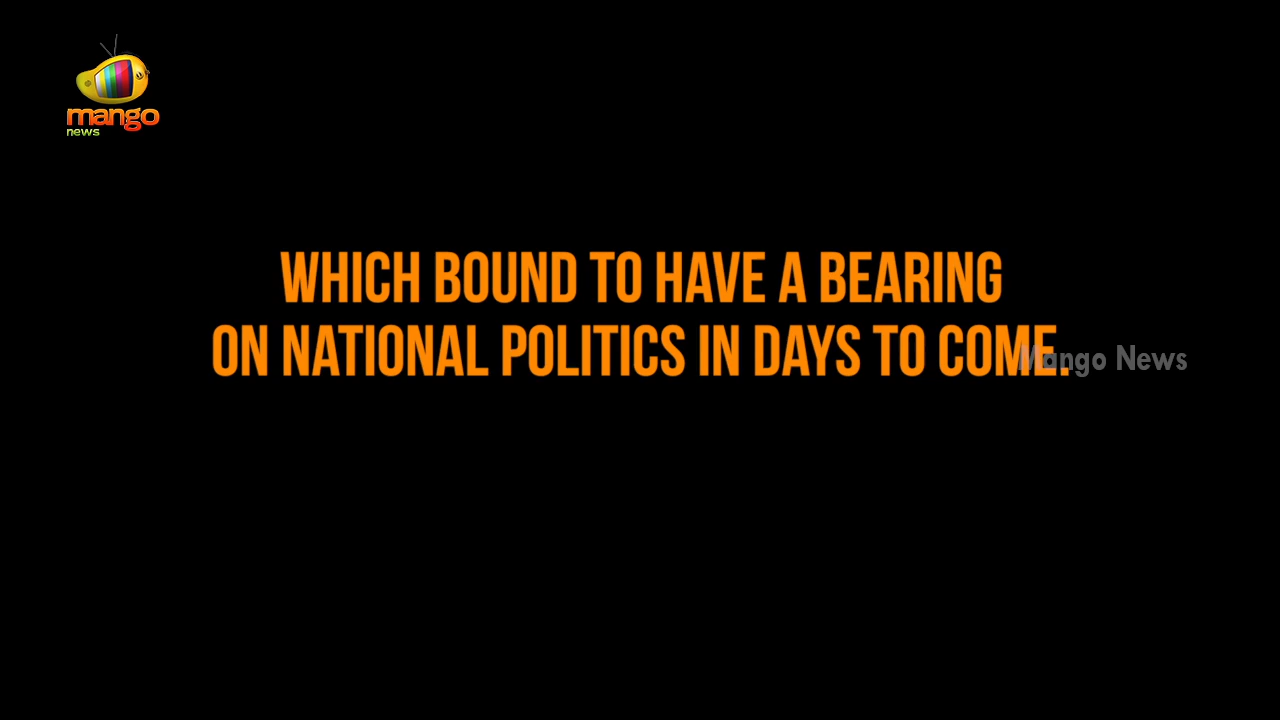 mango
news
WHICH BOUND TO HAVE A BEARING
ON NATIONAL POLITICS IN DAYS TO COME.
Mango News